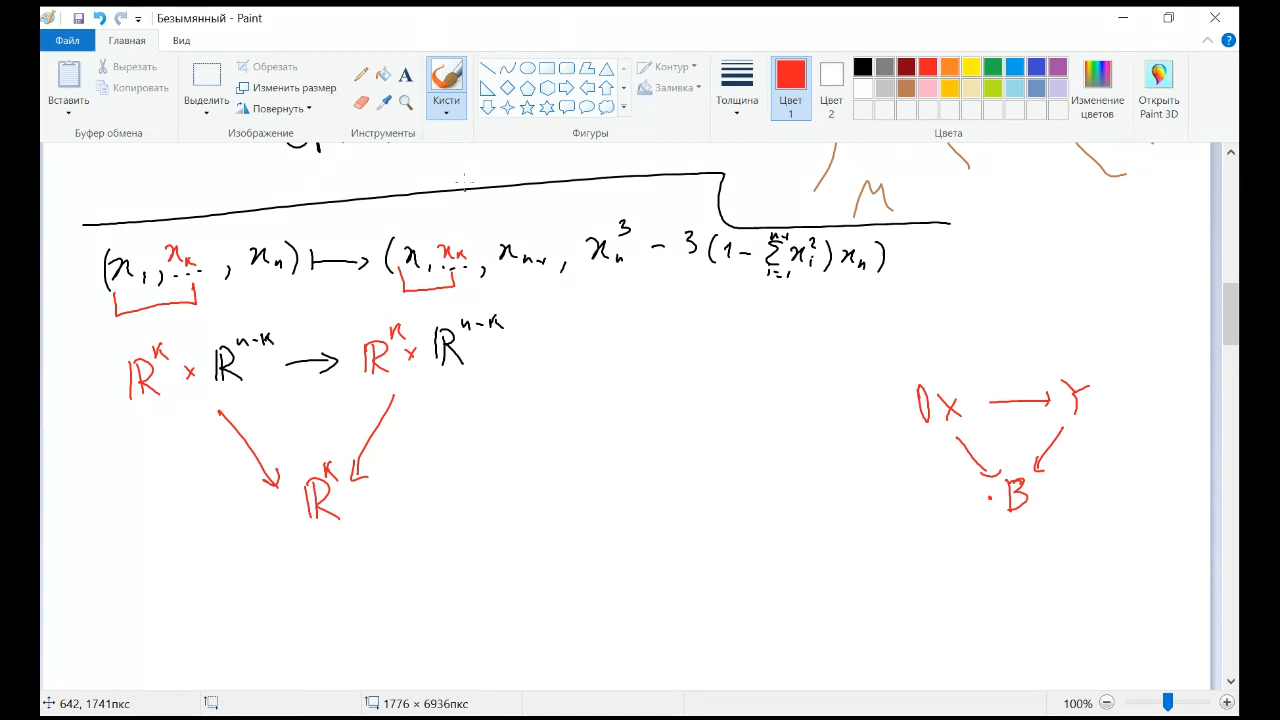 Безымянный - Paint
Файл Главная Вид
Вставить
Вырезать
Копировать
Буфер обмена
Выделить
Обрезать
Изменить размер
Повернуть
Изображение
Инструменты
Кисти
Фигуры
Контур
Заливка
Толщина
Цвет 1
Цвет 2
Изменение цветов
Цвета
Открыть Paint 3D
M
(x₁, ... xₖ, xₙ) ⟼ (x₁ ... xₖ, xₙ₋₁, xₙ³ - 3(1 - ∑ᵢ₌₁ⁿ⁻¹ xᵢ²) xₙ)
ℝᵏ × ℝⁿ⁻ᵏ → ℝᵏ × ℝⁿ⁻ᵏ
X → Y
ℝᵏ
B
642, 1741пкс
1776 × 6936пкс
100%